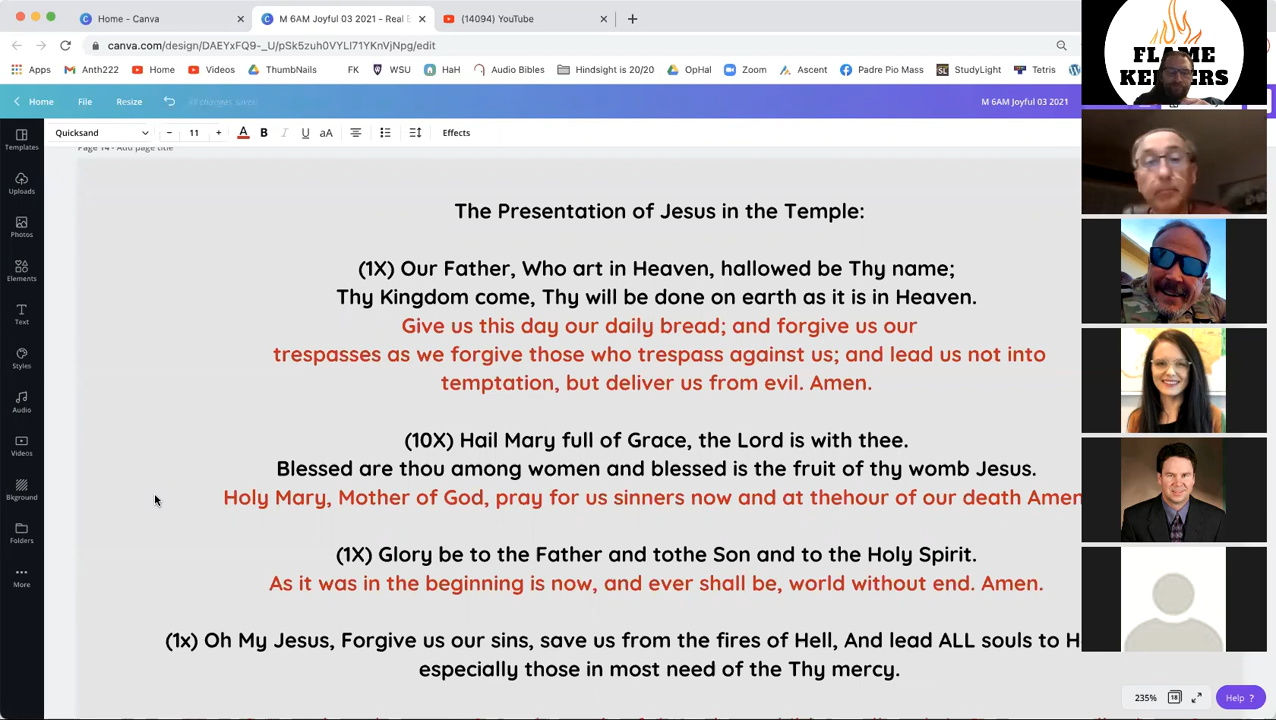 Home - Canva
M 6AM Joyful 03 2021 - Real E
(14094) YouTube
canva.com/design/DAEYxFQ9-_U/pSk5zuh0VYLI71YKnVjNpg/edit
Apps
Anth222
Home
Videos
ThumbNails
FK
WSU
HaH
Audio Bibles
Hindsight is 20/20
OpHal
Zoom
Ascent
Padre Pio Mass
StudyLight
Tetris
FLAME
KEEPERS
Home
File
Resize
All changes saved
M 6AM Joyful 03 2021
Quicksand
11
A
B
I
U
aA
Effects
Page 14 - Add page title
Templates
Uploads
Photos
Elements
Text
Styles
Audio
Videos
Bkground
Folders
More
The Presentation of Jesus in the Temple:
(1X) Our Father, Who art in Heaven, hallowed be Thy name;
Thy Kingdom come, Thy will be done on earth as it is in Heaven.
Give us this day our daily bread; and forgive us our
trespasses as we forgive those who trespass against us; and lead us not into
temptation, but deliver us from evil. Amen.
(10X) Hail Mary full of Grace, the Lord is with thee.
Blessed are thou among women and blessed is the fruit of thy womb Jesus.
Holy Mary, Mother of God, pray for us sinners now and at thehour of our death Amen
(1X) Glory be to the Father and tothe Son and to the Holy Spirit.
As it was in the beginning is now, and ever shall be, world without end. Amen.
(1x) Oh My Jesus, Forgive us our sins, save us from the fires of Hell, And lead ALL souls to H
especially those in most need of the Thy mercy.
235%
18
Help ?